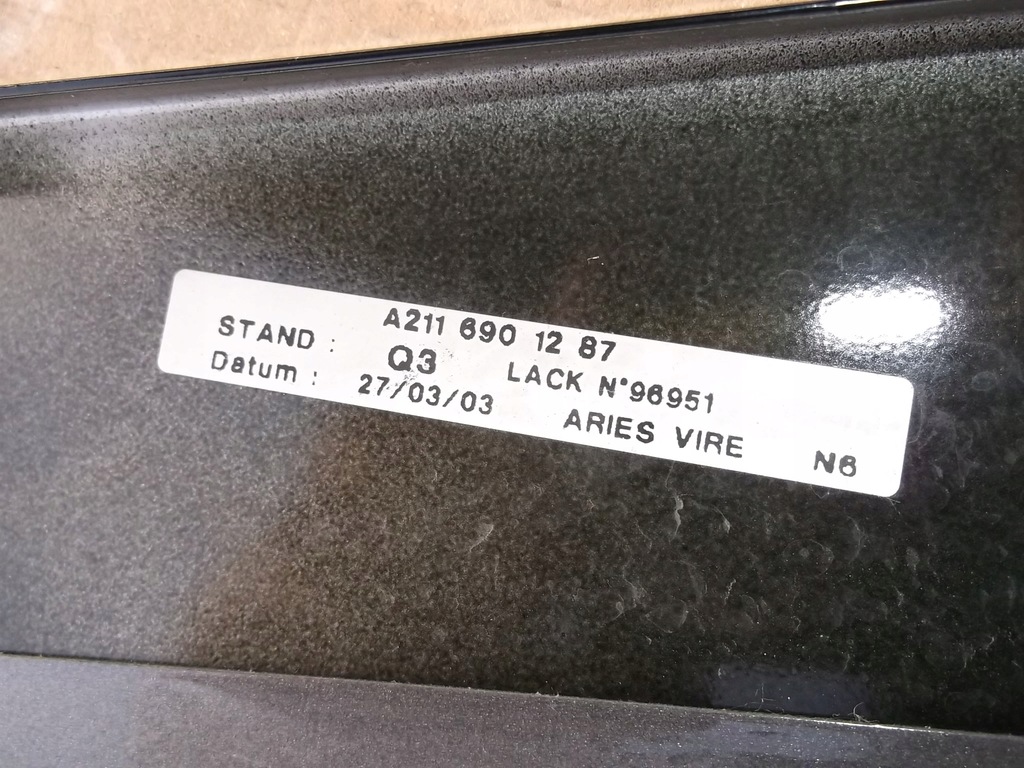 A211 690 12 87
STAND : Q3 LACK N°96951
Datum : 27/03/03 ARIES VIRE N6